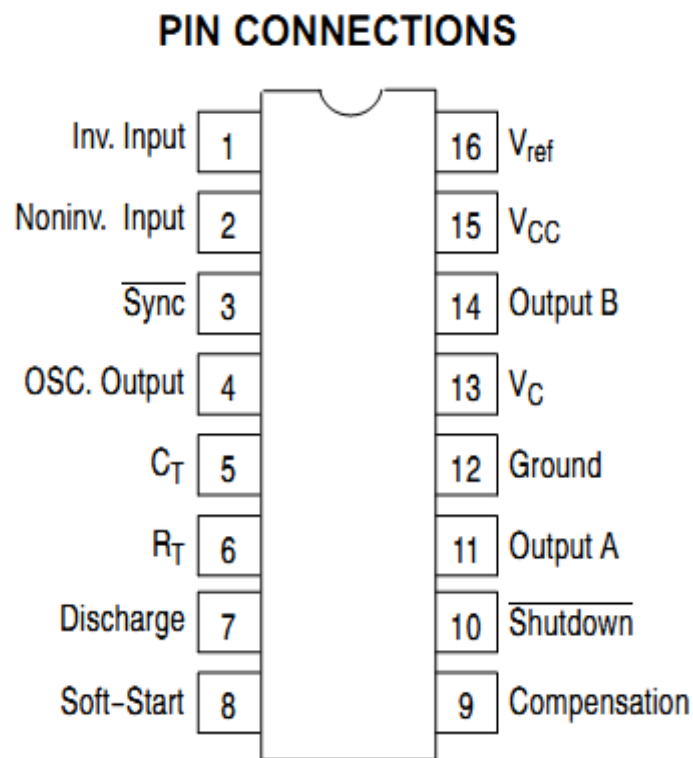 PIN CONNECTIONS
Inv. Input 1 16 Vref
Noninv. Input 2 15 VCC
Sync 3 14 Output B
OSC. Output 4 13 VC
CT 5 12 Ground
RT 6 11 Output A
Discharge 7 10 Shutdown
Soft-Start 8 9 Compensation